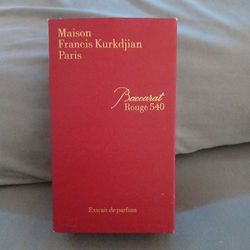 Maison
Francis Kurkdjian
Paris
Baccarat
Rouge 540
Extrait de parfum